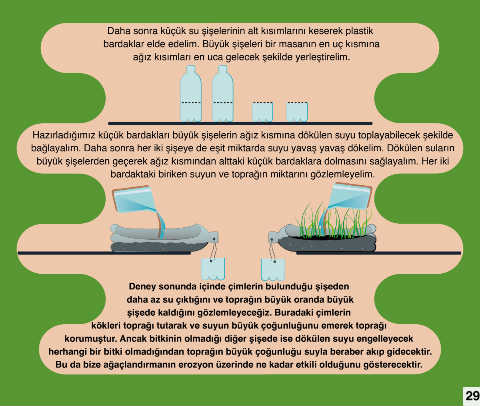 Daha sonra küçük su şişelerinin alt kısımlarını keserek plastik
bardaklar elde edelim. Büyük şişeleri bir masanın en uç kısmına
ağız kısımları en uca gelecek şekilde yerleştirelim.
Hazırladığımız küçük bardakları büyük şişelerin ağız kısmına dökülen suyu toplayabilecek şekilde
bağlayalım. Daha sonra her iki şişeye de eşit miktarda suyu yavaş yavaş dökelim. Dökülen suların
büyük şişelerden geçerek ağız kısmından alttaki küçük bardaklara dolmasını sağlayalım. Her iki
bardaktaki biriken suyun ve toprağın miktarını gözlemleyelim.
Deney sonunda içinde çimlerin bulunduğu şişeden
daha az su çıktığını ve toprağın büyük oranda büyük
şişede kaldığını gözlemleyeceğiz. Buradaki çimlerin
kökleri toprağı tutarak ve suyun büyük çoğunluğunu emerek toprağı
korumuştur. Ancak bitkinin olmadığı diğer şişede ise dökülen suyu engelleyecek
herhangi bir bitki olmadığından toprağın büyük çoğunluğu suyla beraber akıp gidecektir.
Bu da bize ağaçlandırmanın erozyon üzerinde ne kadar etkili olduğunu gösterecektir.
29